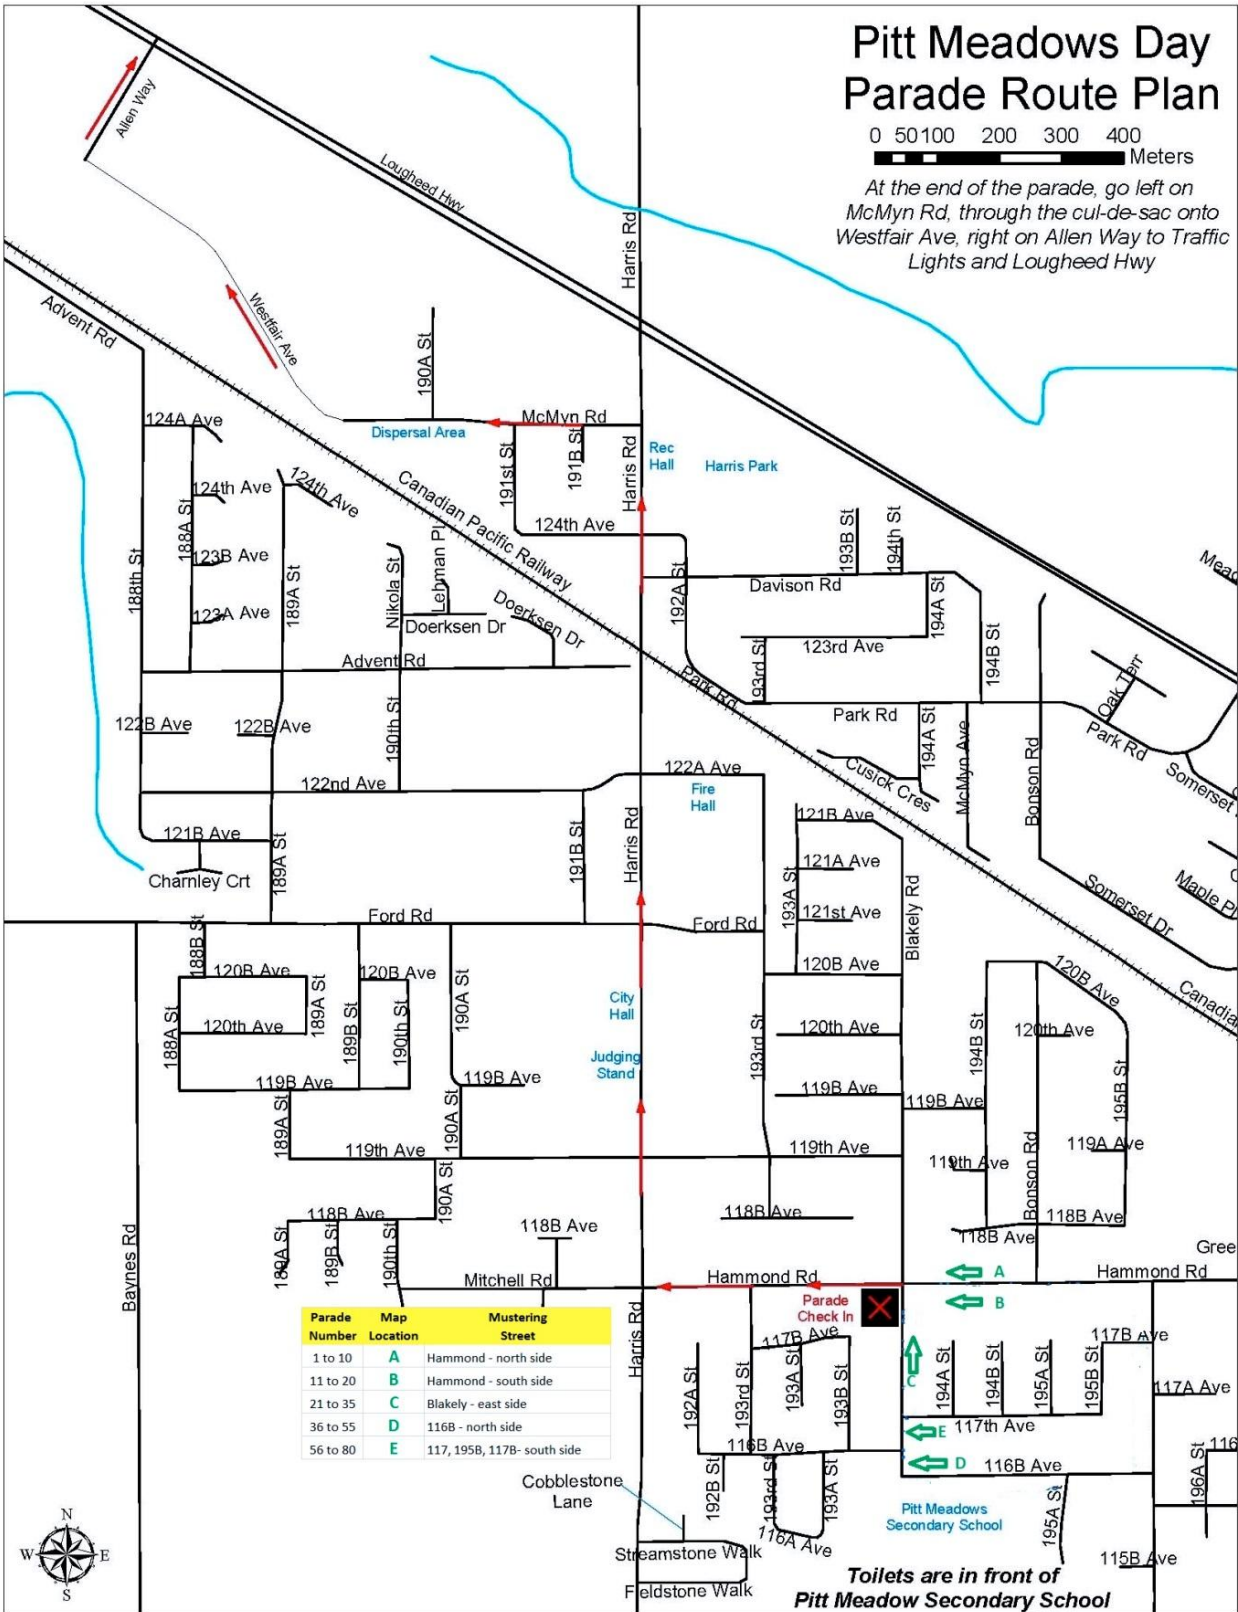 Pitt Meadows Day
Parade Route Plan
0 50 100 200 300 400
Meters
At the end of the parade, go left on
McMyn Rd, through the cul-de-sac onto
Westfair Ave, right on Allen Way to Traffic
Lights and Lougheed Hwy
Allen Way
Lougheed Hwy
Harris Rd
Advent Rd
Westfair Ave
190A St
McMyn Rd
Dispersal Area
191st St
191B St
Harris Rd
Rec
Hall
Harris Park
124A Ave
124th Ave
124th Ave
Canadian Pacific Railway
124th Ave
188th St
188A St
123B Ave
123A Ave
189A St
Nikola St
Lehman Pl
Doerksen Dr
Doerksen Dr
192A St
193B St
194th St
Davison Rd
194A St
123rd Ave
193rd St
194B St
Advent Rd
Park Rd
Park Rd
194A St
McMyn Ave
Bonson Rd
Oak Terr
Park Rd
122B Ave
122B Ave
190th St
122nd Ave
122A Ave
Fire
Hall
Cusick Cres
121B Ave
Charnley Crt
189A St
191B St
Harris Rd
121B Ave
121A Ave
193A St
121st Ave
Blakely Rd
Somerset Dr
Ford Rd
Ford Rd
120B Ave
188B St
120B Ave
189A St
120B Ave
190A St
City
Hall
188A St
120th Ave
189B St
190th St
193rd St
120th Ave
194B St
120B Ave
120th Ave
Judging
Stand
119B Ave
119B Ave
119B Ave
119B Ave
195B St
189A St
190A St
119th Ave
119th Ave
119th Ave
119A Ave
Bonson Rd
190A St
118B Ave
118B Ave
118B Ave
118B Ave
118B Ave
189A St
189B St
190th St
Baynes Rd
Mitchell Rd
Hammond Rd
A
Hammond Rd
B
Parade
Check In
Harris Rd
Parade Map Mustering
Number Location Street
1 to 10 A Hammond - north side
11 to 20 B Hammond - south side
21 to 35 C Blakely - east side
36 to 55 D 116B - north side
56 to 80 E 117, 195B, 117B- south side
117B Ave
192A St
193rd St
193A St
193B St
C
194A St
194B St
195A St
195B St
117B Ave
117A Ave
117th Ave
E
116B Ave
D
116B Ave
192B St
193rd St
193A St
116A Ave
195A St
196A St
Cobblestone
Lane
Pitt Meadows
Secondary School
Streamstone Walk
Fieldstone Walk
115B Ave
Toilets are in front of
Pitt Meadow Secondary School
N
W E
S